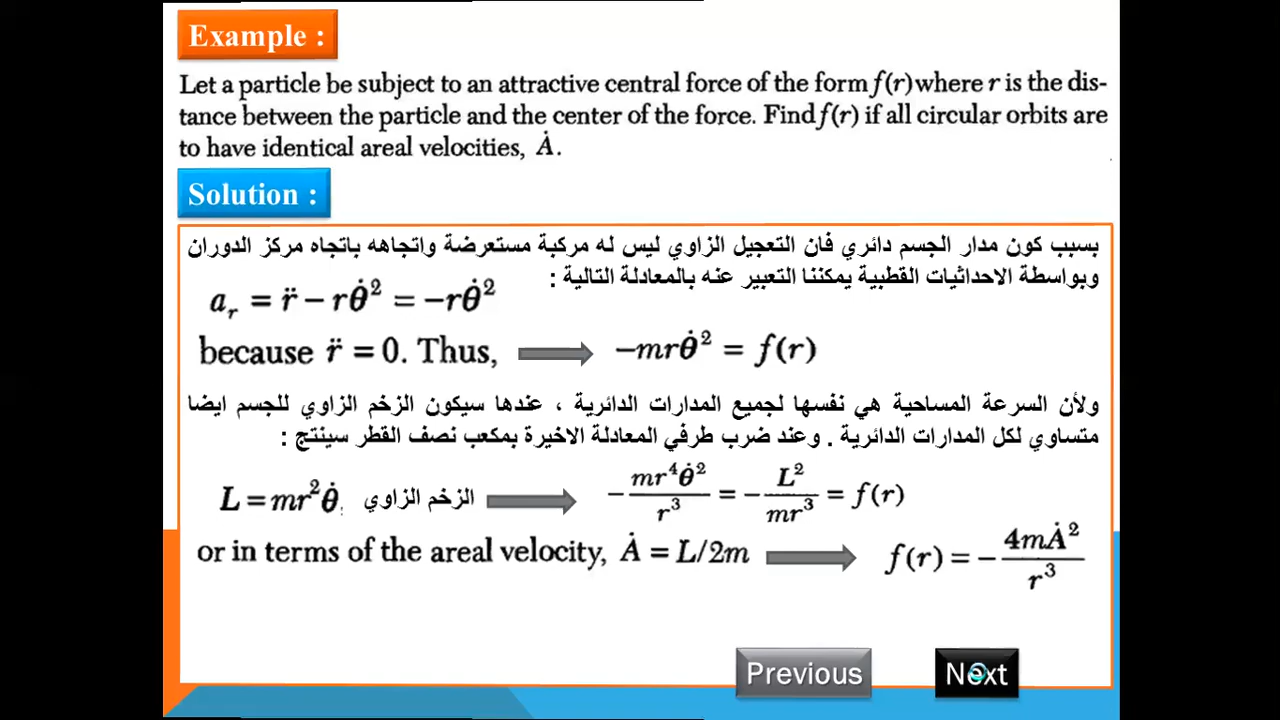 Example :
Let a particle be subject to an attractive central force of the form f(r) where r is the dis-
tance between the particle and the center of the force. Find f(r) if all circular orbits are
to have identical areal velocities, Ȧ.
Solution :
بسبب كون مدار الجسم دائري فان التعجيل الزاوي ليس له مركبة مستعرضة واتجاهه باتجاه مركز الدوران
وبواسطة الاحداثيات القطبية يمكننا التعبير عنه بالمعادلة التالية :
aᵣ = r̈ − rθ̇² = −rθ̇²
because r̈ = 0. Thus, −mrθ̇² = f(r)
ولأن السرعة المساحية هي نفسها لجميع المدارات الدائرية ، عندها سيكون الزخم الزاوي للجسم ايضا
متساوي لكل المدارات الدائرية . وعند ضرب طرفي المعادلة الاخيرة بمكعب نصف القطر سينتج :
L = mr²θ̇. الزخم الزاوي −mr⁴θ̇²/r³ = −L²/mr³ = f(r)
or in terms of the areal velocity, Ȧ = L/2m f(r) = −4mȦ²/r³
Previous
Next